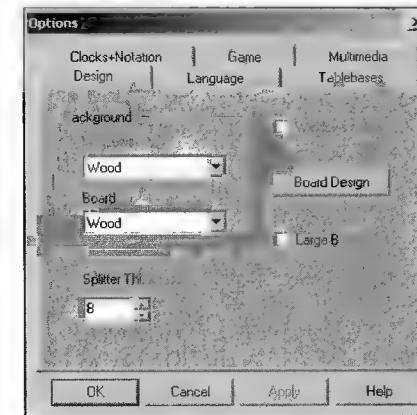 Options
Clocks+Notation Game Multimedia
Design Language Tablebases
ackground
Wood
Board Design
Board
Wood
Large B
Splitter Th.
8
OK Cancel Apply Help